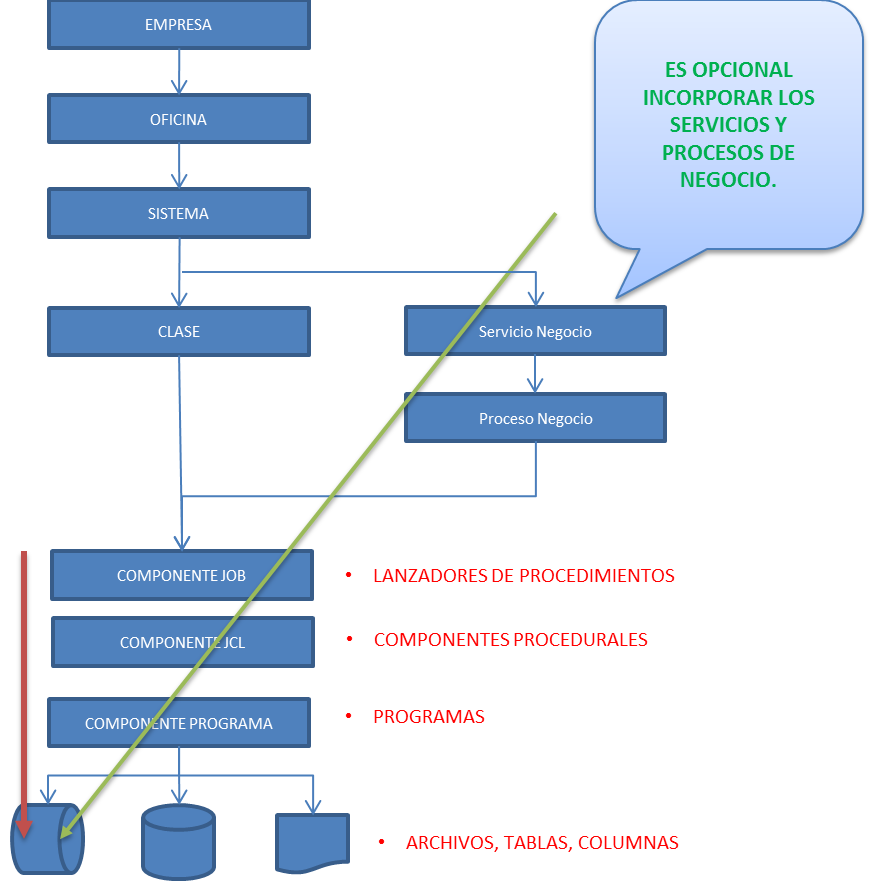 EMPRESA
ES OPCIONAL
INCORPORAR LOS
SERVICIOS Y
PROCESOS DE
NEGOCIO.
OFICINA
SISTEMA
CLASE
Servicio Negocio
Proceso Negocio
COMPONENTE JOB
• LANZADORES DE PROCEDIMIENTOS
COMPONENTE JCL
• COMPONENTES PROCEDURALES
COMPONENTE PROGRAMA
• PROGRAMAS
• ARCHIVOS, TABLAS, COLUMNAS